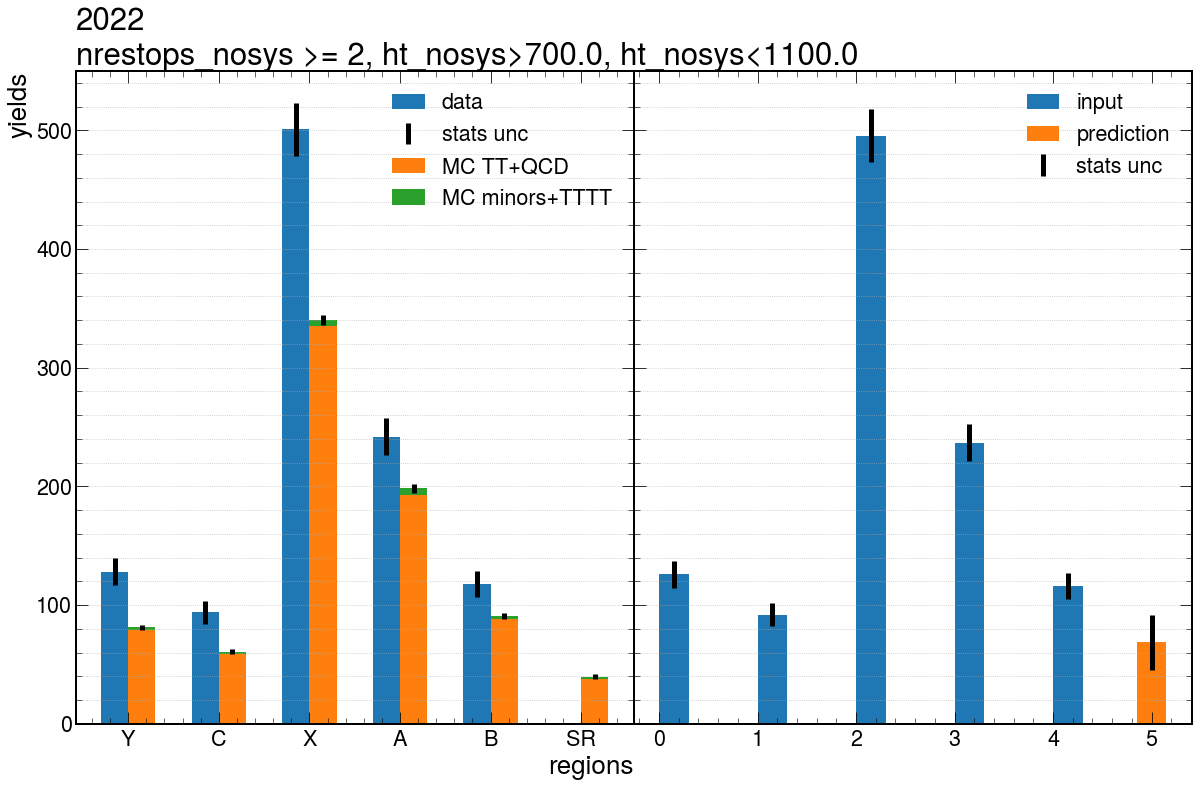 2022
nrestops_nosys >= 2, ht_nosys>700.0, ht_nosys<1100.0
yields
500
400
300
200
100
0
data
stats unc
MC TT+QCD
MC minors+TTTT
input
prediction
stats unc
Y C X A B SR
0 1 2 3 4 5
regions